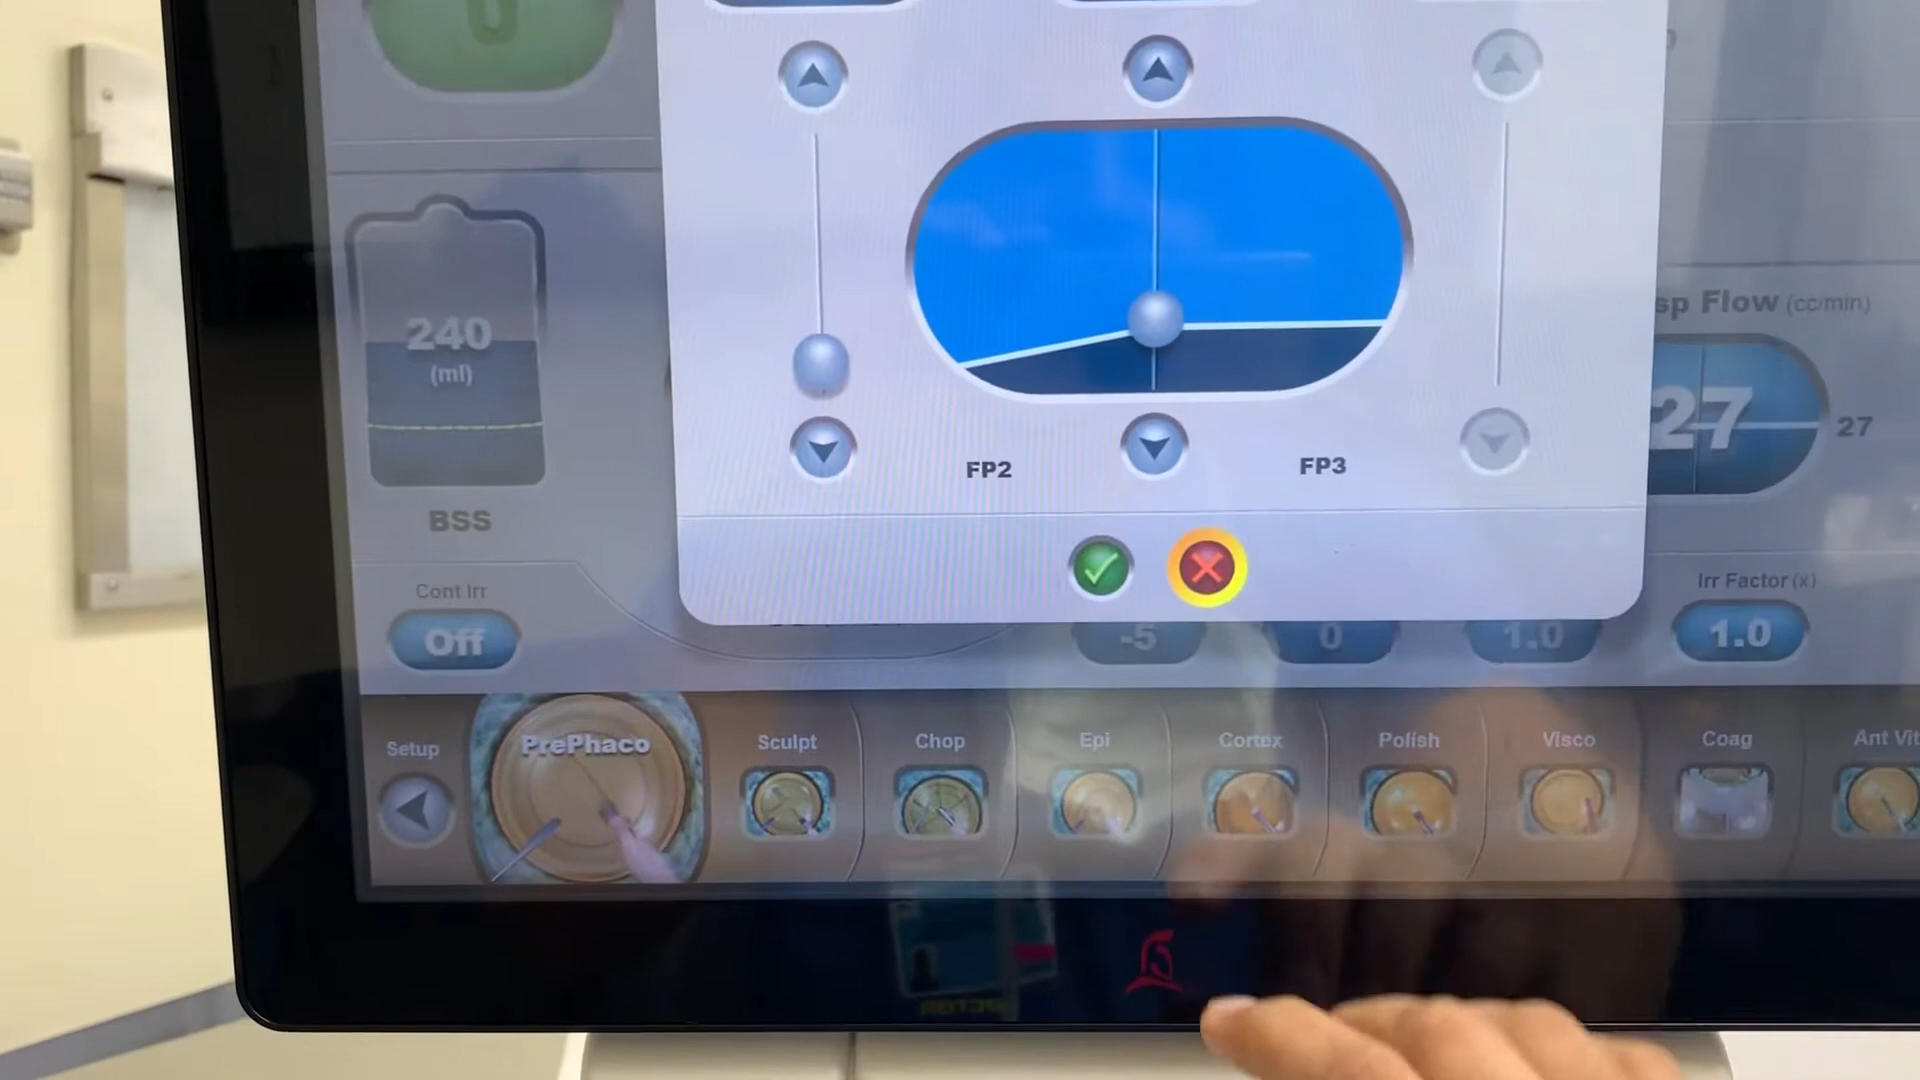 0
240
(ml)
sp Flow (cc/min)
27
27
FP2
FP3
BSS
Cont.Irr
Off
-5
0
1.0
Irr Factor (x)
1.0
Setup
PrePhaco
Sculpt
Chop
Epi
Cortex
Polish
Visco
Coag
Ant Vit